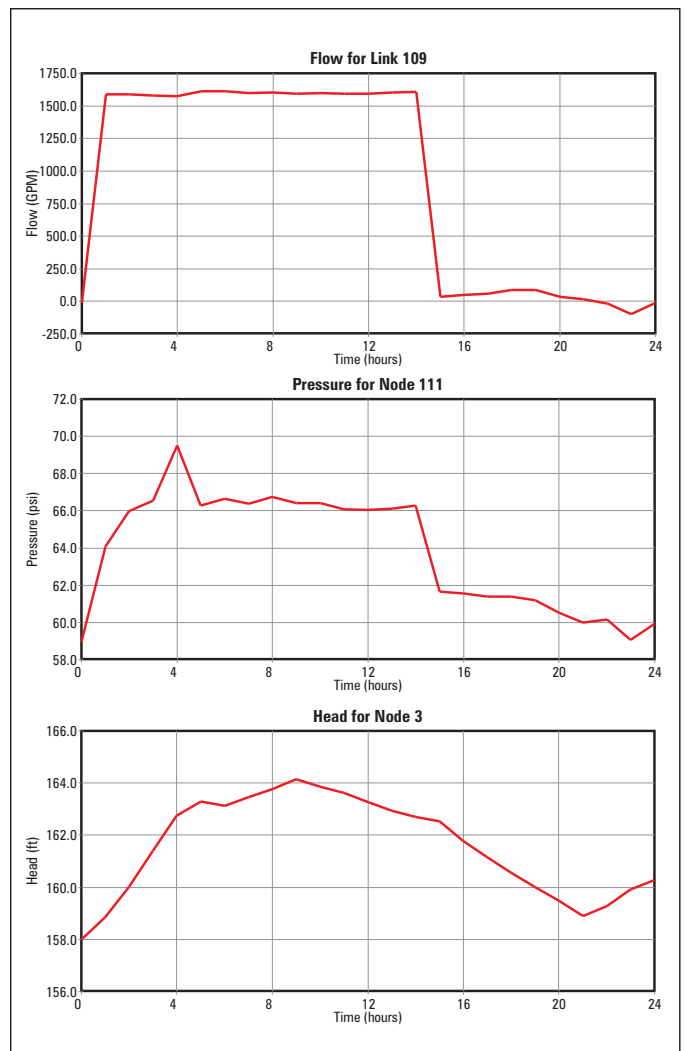 Flow for Link 109
1750.0
1500.0
1250.0
1000.0
750.0
500.0
250.0
0.0
-250.0
Flow (GPM)
0 4 8 12 16 20 24
Time (hours)
Pressure for Node 111
72.0
70.0
68.0
66.0
64.0
62.0
60.0
58.0
Pressure (psi)
0 4 8 12 16 20 24
Time (hours)
Head for Node 3
166.0
164.0
162.0
160.0
158.0
156.0
Head (ft)
0 4 8 12 16 20 24
Time (hours)